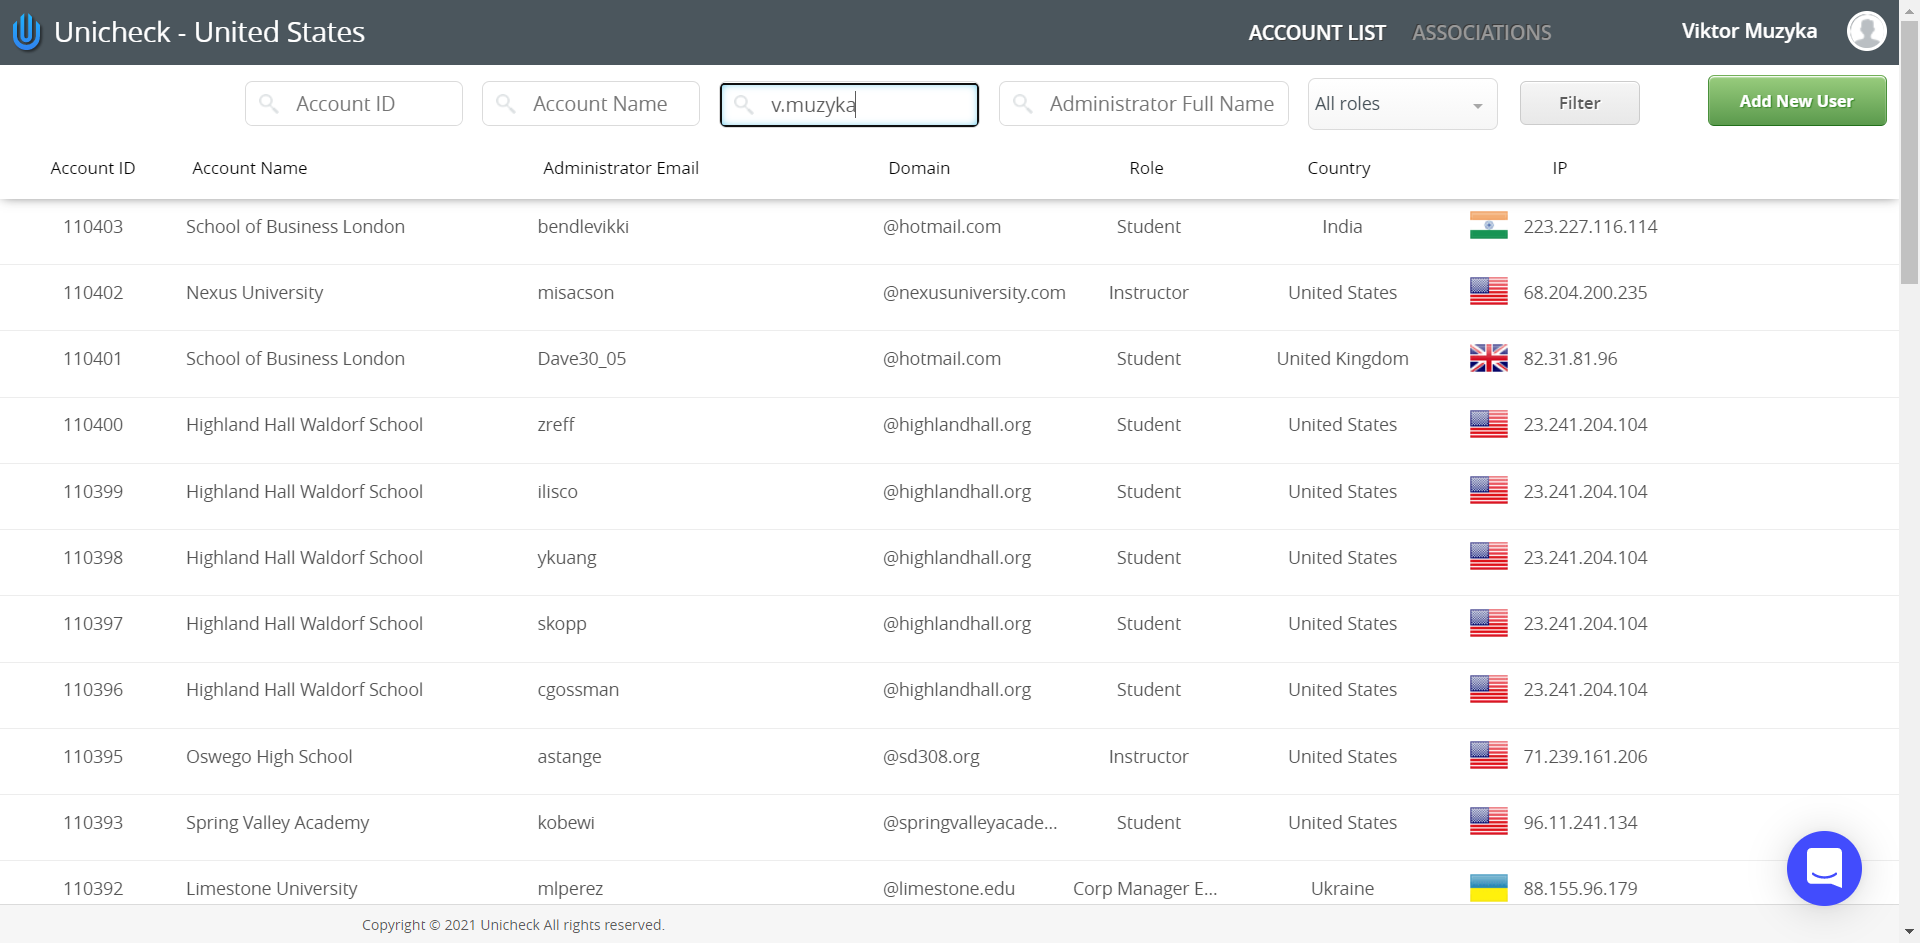 Unicheck - United States
ACCOUNT LIST
ASSOCIATIONS
Viktor Muzyka
Account ID
Account Name
v.muzyka
Administrator Full Name
All roles
Filter
Add New User
Account ID Account Name Administrator Email Domain Role Country IP
110403 School of Business London bendlevikki @hotmail.com Student India 223.227.116.114
110402 Nexus University misacson @nexusuniversity.com Instructor United States 68.204.200.235
110401 School of Business London Dave30_05 @hotmail.com Student United Kingdom 82.31.81.96
110400 Highland Hall Waldorf School zreff @highlandhall.org Student United States 23.241.204.104
110399 Highland Hall Waldorf School ilisco @highlandhall.org Student United States 23.241.204.104
110398 Highland Hall Waldorf School ykuang @highlandhall.org Student United States 23.241.204.104
110397 Highland Hall Waldorf School skopp @highlandhall.org Student United States 23.241.204.104
110396 Highland Hall Waldorf School cgossman @highlandhall.org Student United States 23.241.204.104
110395 Oswego High School astange @sd308.org Instructor United States 71.239.161.206
110393 Spring Valley Academy kobewi @springvalleyacade... Student United States 96.11.241.134
110392 Limestone University mlperez @limestone.edu Corp Manager E... Ukraine 88.155.96.179
Copyright © 2021 Unicheck All rights reserved.